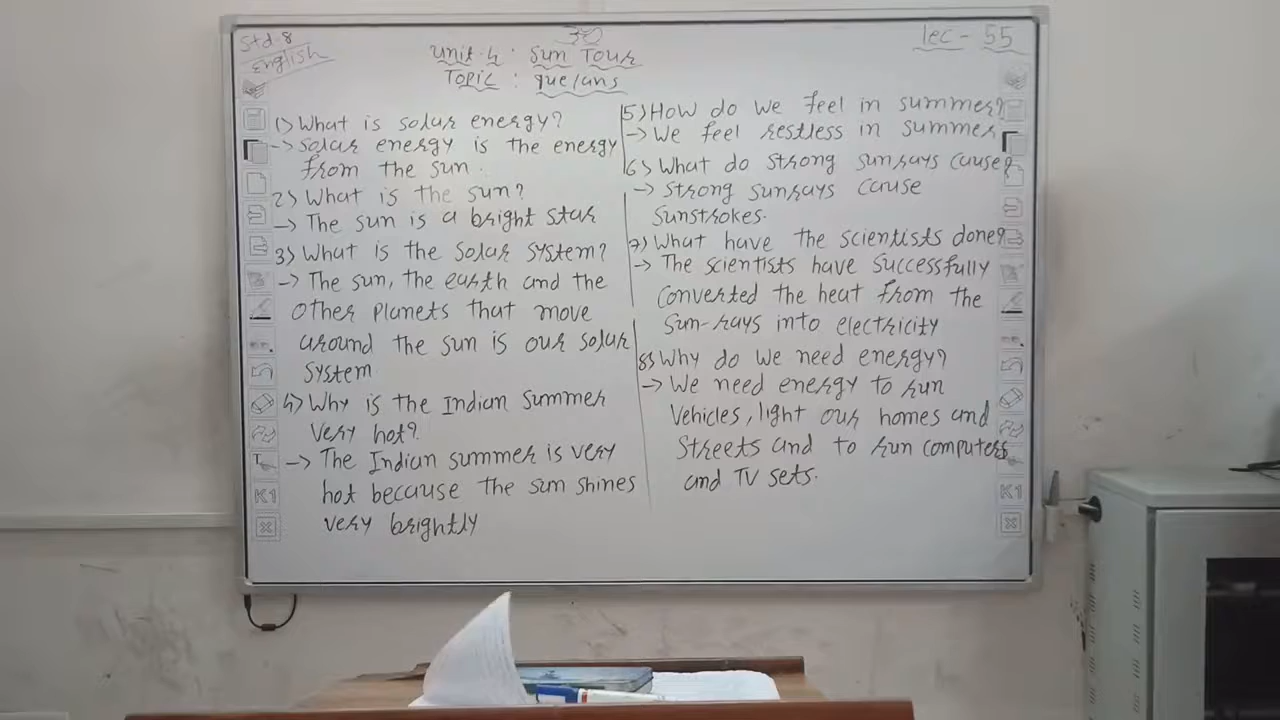 Std-8
English
Unit-4 : Sun Tour
Topic : que/ans
Lec - 55
1) What is solar energy?
→ Solar energy is the energy
from the sun.
2) What is the sun?
→ The sun is a bright star
3) What is the solar system?
→ The sun, the earth and the
other planets that move
around the sun is our solar
system
4) Why is the Indian summer
very hot?
→ The Indian summer is very
hot because the sun shines
very brightly
5) How do we feel in summer?
→ We feel restless in summer
6) What do strong sunrays cause?
→ Strong sunrays cause
sunstrokes.
7) What have the scientists done?
→ The scientists have successfully
converted the heat from the
sun-rays into electricity
8) Why do we need energy?
→ We need energy to run
vehicles, light our homes and
streets and to run computers
and TV sets.
T
K1
K1